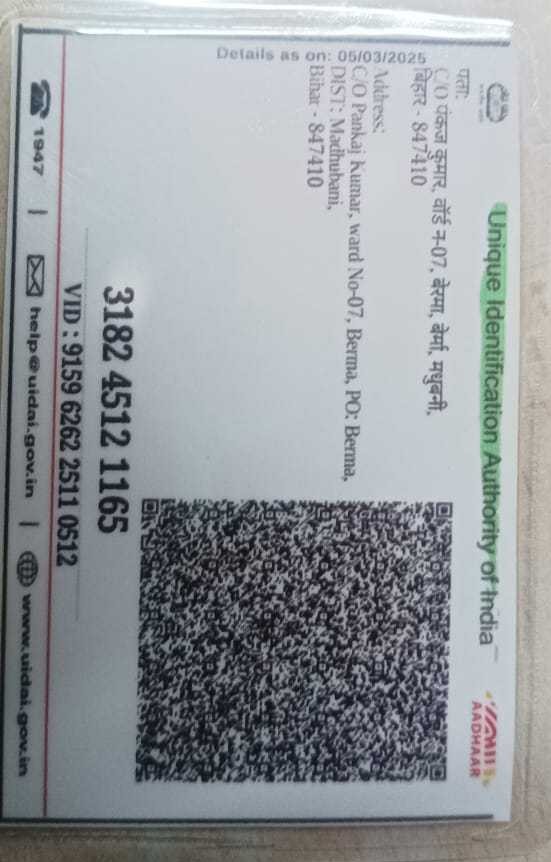 Unique Identification Authority of India
AADHAAR
पता:
C/O पंकज कुमार, वॉर्ड न-07, बेरमा, बेर्मा, मधुबनी,
बिहार - 847410
Address:
C/O Pankaj Kumar, ward No-07, Berma, PO: Berma,
DIST: Madhubani,
Bihar - 847410
Details as on: 05/03/2025
3182 4512 1165
VID : 9159 6262 2511 0512
1947 | help@uidai.gov.in | www.uidai.gov.in